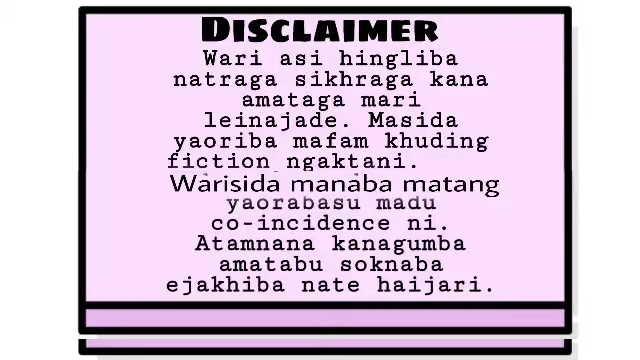 DISCLAIMER
Wari asi hingliba
natraga sikhraga kana
amataga mari
leinajade. Masida
yaoriba mafam khuding
fiction ngaktani.
Warisida manaba matang
yaorabasu madu
co-incidence ni.
Atamnana kanagumba
amatabu soknaba
ejakhiba nate haijari.